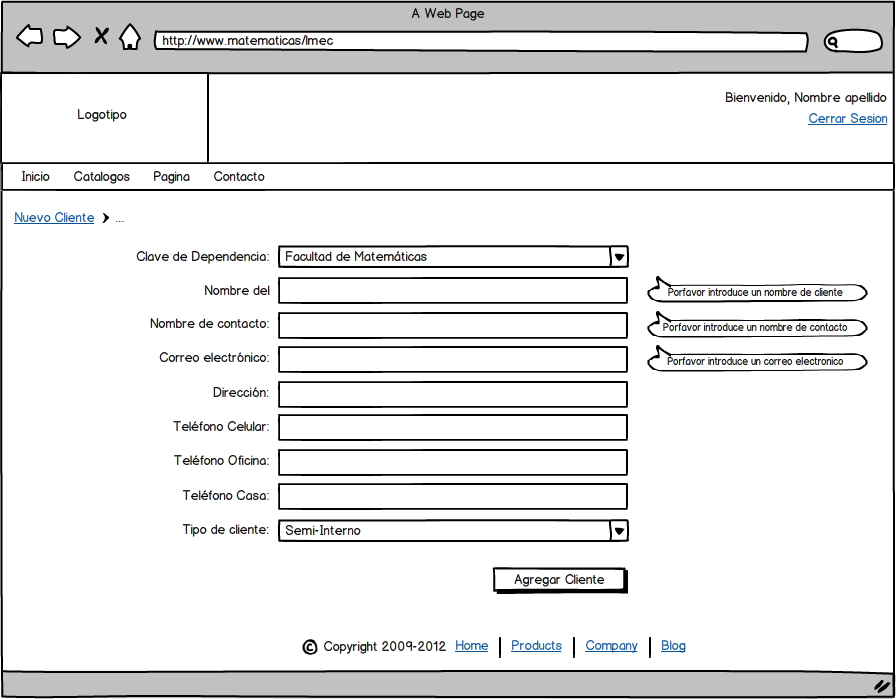 A Web Page
http://www.matematicas/lmec
Logotipo
Bienvenido, Nombre apellido
Cerrar Sesion
Inicio Catalogos Pagina Contacto
Nuevo Cliente ...
Clave de Dependencia: Facultad de Matemáticas
Nombre del Porfavor introduce un nombre de cliente
Nombre de contacto: Porfavor introduce un nombre de contacto
Correo electrónico: Porfavor introduce un correo electronico
Dirección:
Teléfono Celular:
Teléfono Oficina:
Teléfono Casa:
Tipo de cliente: Semi-Interno
Agregar Cliente
© Copyright 2009-2012 Home | Products | Company | Blog